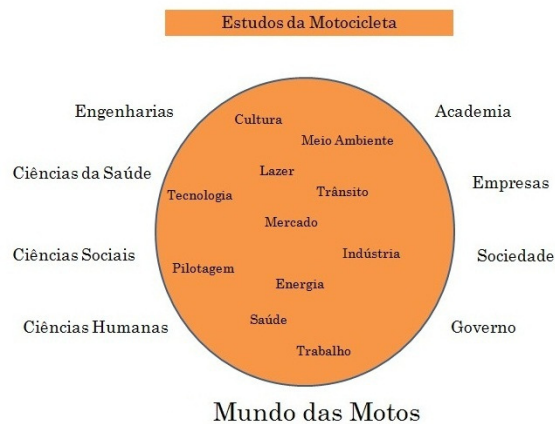 Estudos da Motocicleta
Engenharias
Academia
Cultura
Meio Ambiente
Ciências da Saúde
Lazer
Empresas
Tecnologia
Trânsito
Mercado
Ciências Sociais
Indústria
Sociedade
Pilotagem
Energia
Ciências Humanas
Saúde
Governo
Trabalho
Mundo das Motos